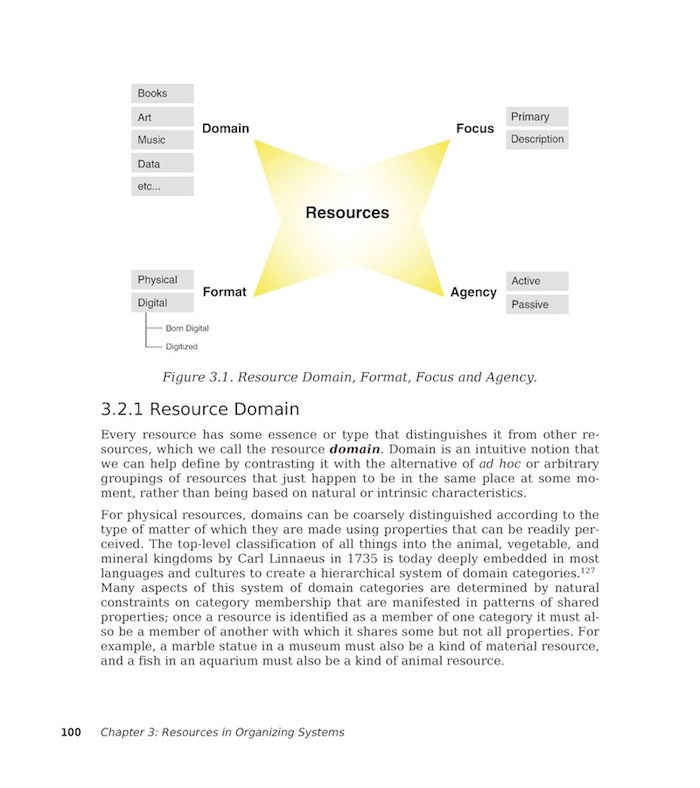 Books
Art
Music
Data
etc...
Domain
Focus
Primary
Description
Resources
Physical
Digital
Born Digital
Digitized
Format
Agency
Active
Passive
Figure 3.1. Resource Domain, Format, Focus and Agency.
3.2.1 Resource Domain
Every resource has some essence or type that distinguishes it from other re-
sources, which we call the resource domain. Domain is an intuitive notion that
we can help define by contrasting it with the alternative of ad hoc or arbitrary
groupings of resources that just happen to be in the same place at some mo-
ment, rather than being based on natural or intrinsic characteristics.
For physical resources, domains can be coarsely distinguished according to the
type of matter of which they are made using properties that can be readily per-
ceived. The top-level classification of all things into the animal, vegetable, and
mineral kingdoms by Carl Linnaeus in 1735 is today deeply embedded in most
languages and cultures to create a hierarchical system of domain categories.127
Many aspects of this system of domain categories are determined by natural
constraints on category membership that are manifested in patterns of shared
properties; once a resource is identified as a member of one category it must al-
so be a member of another with which it shares some but not all properties. For
example, a marble statue in a museum must also be a kind of material resource,
and a fish in an aquarium must also be a kind of animal resource.
100 Chapter 3: Resources in Organizing Systems